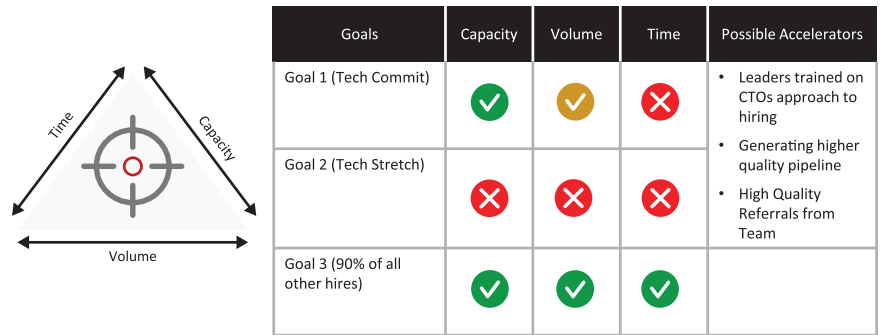 Time
Capacity
Volume
Goals
Capacity
Volume
Time
Possible Accelerators
Goal 1 (Tech Commit)
• Leaders trained on
CTOs approach to
hiring
• Generating higher
quality pipeline
• High Quality
Referrals from
Team
Goal 2 (Tech Stretch)
Goal 3 (90% of all
other hires)